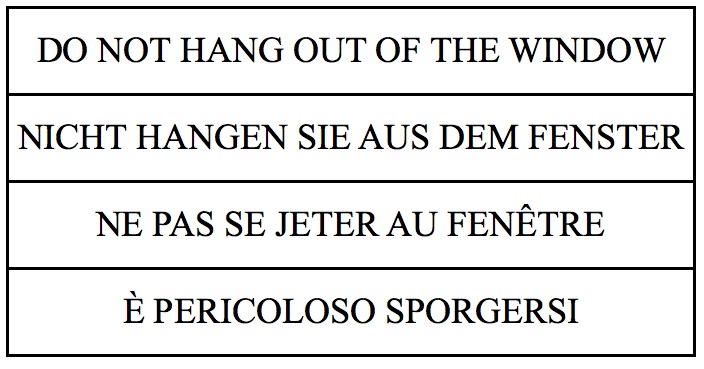 DO NOT HANG OUT OF THE WINDOW
NICHT HANGEN SIE AUS DEM FENSTER
NE PAS SE JETER AU FENÊTRE
È PERICOLOSO SPORGERSI